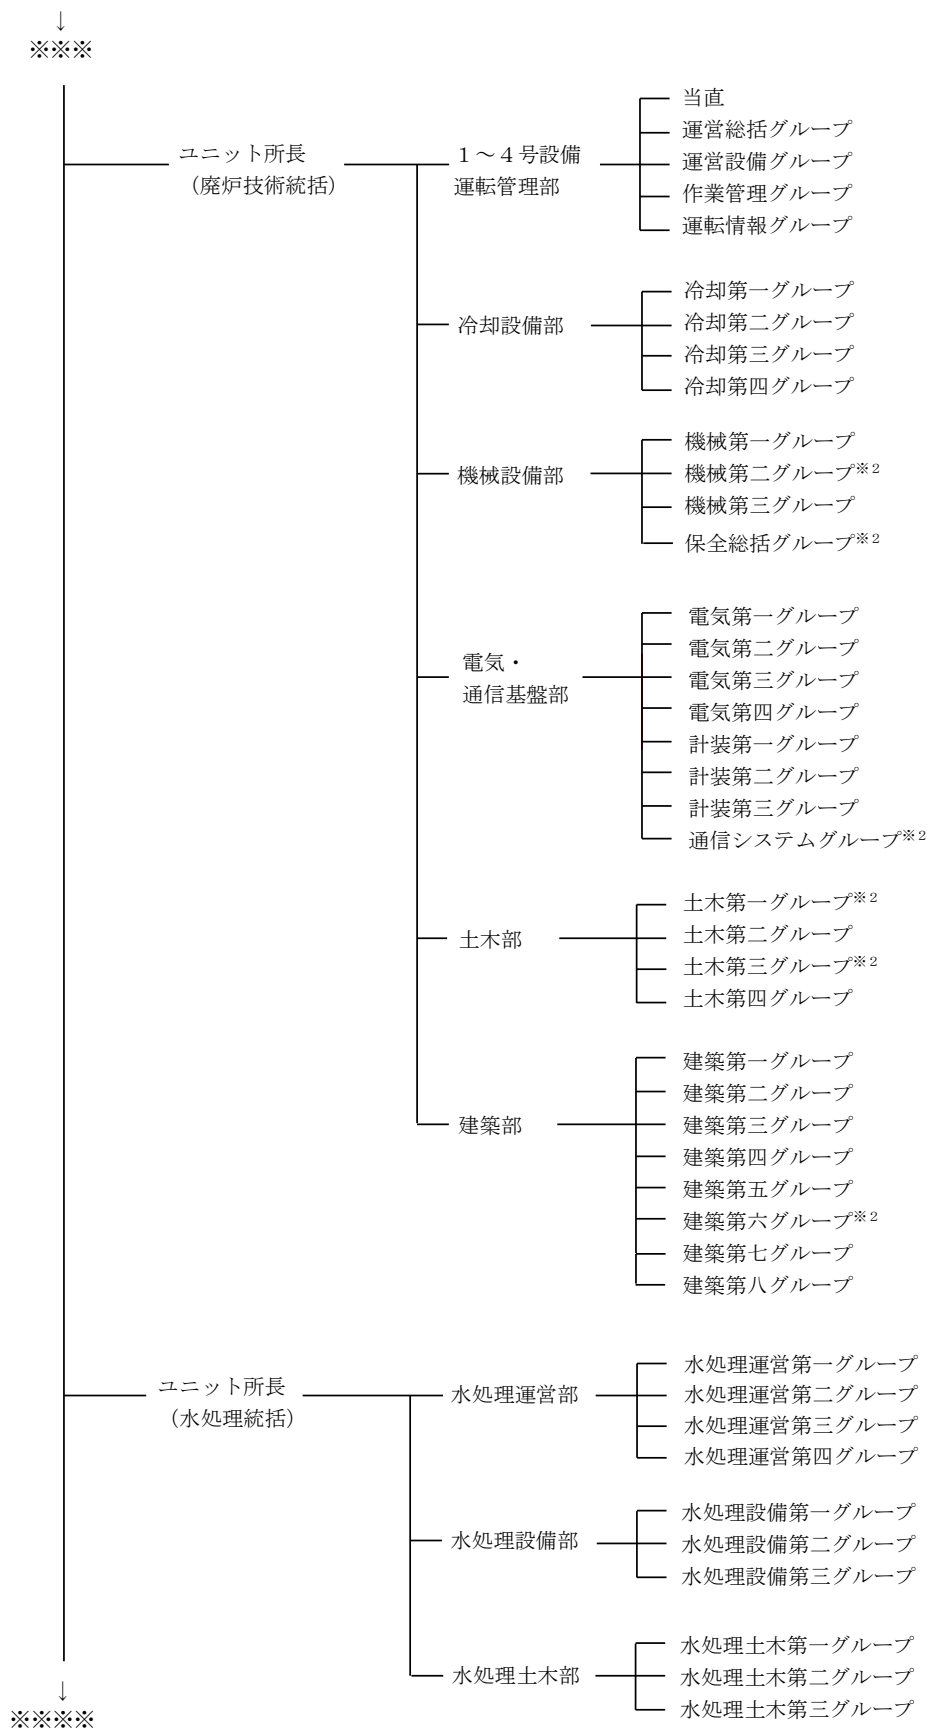 ↓
※※※
ユニット所長
（廃炉技術統括）
１～４号設備
運転管理部
当直
運営総括グループ
運営設備グループ
作業管理グループ
運転情報グループ
冷却設備部
冷却第一グループ
冷却第二グループ
冷却第三グループ
冷却第四グループ
機械設備部
機械第一グループ
機械第二グループ※２
機械第三グループ
保全総括グループ※２
電気・
通信基盤部
電気第一グループ
電気第二グループ
電気第三グループ
電気第四グループ
計装第一グループ
計装第二グループ
計装第三グループ
通信システムグループ※２
土木部
土木第一グループ※２
土木第二グループ
土木第三グループ※２
土木第四グループ
建築部
建築第一グループ
建築第二グループ
建築第三グループ
建築第四グループ
建築第五グループ
建築第六グループ※２
建築第七グループ
建築第八グループ
ユニット所長
（水処理統括）
水処理運営部
水処理運営第一グループ
水処理運営第二グループ
水処理運営第三グループ
水処理運営第四グループ
水処理設備部
水処理設備第一グループ
水処理設備第二グループ
水処理設備第三グループ
水処理土木部
水処理土木第一グループ
水処理土木第二グループ
水処理土木第三グループ
↓
※※※※